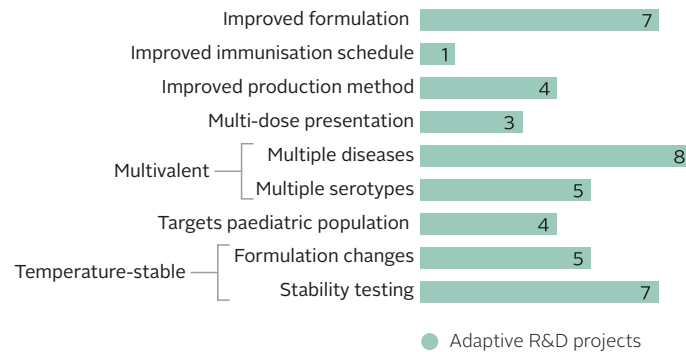 Improved formulation 7
Improved immunisation schedule 1
Improved production method 4
Multi-dose presentation 3
Multivalent
Multiple diseases 8
Multiple serotypes 5
Targets paediatric population 4
Temperature-stable
Formulation changes 5
Stability testing 7
Adaptive R&D projects